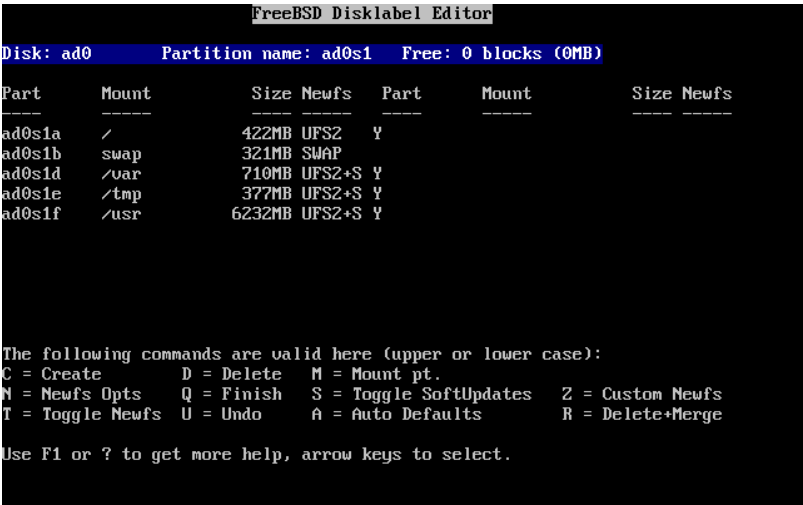 FreeBSD Disklabel Editor
Disk: ad0 Partition name: ad0s1 Free: 0 blocks (0MB)
Part Mount Size Newfs Part Mount Size Newfs
---- ----- ---- ----- ---- ----- ---- -----
ad0s1a / 422MB UFS2 Y
ad0s1b swap 321MB SWAP
ad0s1d /var 710MB UFS2+S Y
ad0s1e /tmp 377MB UFS2+S Y
ad0s1f /usr 6232MB UFS2+S Y
The following commands are valid here (upper or lower case):
C = Create D = Delete M = Mount pt.
N = Newfs Opts Q = Finish S = Toggle SoftUpdates Z = Custom Newfs
T = Toggle Newfs U = Undo A = Auto Defaults R = Delete+Merge
Use F1 or ? to get more help, arrow keys to select.